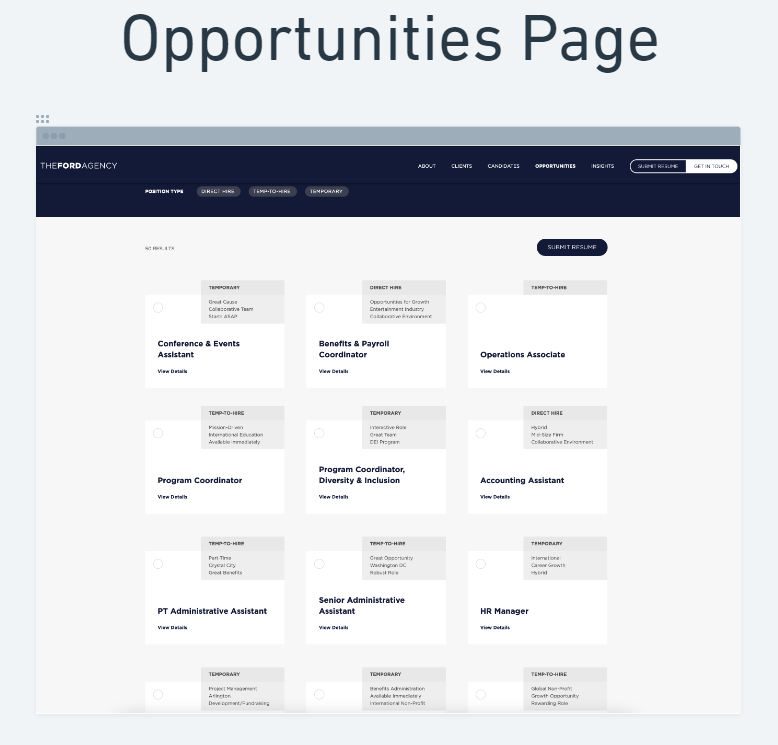 Opportunities Page
THEFORDAGENCY
ABOUT
CLIENTS
CANDIDATES
OPPORTUNITIES
INSIGHTS
SUBMIT RESUME
GET IN TOUCH
POSITION TYPE
DIRECT HIRE
TEMP-TO-HIRE
TEMPORARY
RESULTS
SUBMIT RESUME
TEMPORARY
Great Cause
Collaborative Team
Starts ASAP
Conference & Events
Assistant
View Details
DIRECT HIRE
Opportunities for Growth
Entertainment Industry
Collaborative Environment
Benefits & Payroll
Coordinator
View Details
TEMP-TO-HIRE
Operations Associate
View Details
TEMP-TO-HIRE
Mission-Driven
International Education
Available Immediately
Program Coordinator
View Details
TEMPORARY
Interactive Role
Great Team
DEI Program
Program Coordinator,
Diversity & Inclusion
View Details
DIRECT HIRE
Hybrid
Mid-Size Firm
Collaborative Environment
Accounting Assistant
View Details
TEMP-TO-HIRE
Part-Time
Crystal City
Great Benefits
PT Administrative Assistant
View Details
TEMP-TO-HIRE
Great Opportunity
Washington DC
Robust Role
Senior Administrative
Assistant
View Details
TEMPORARY
International
Career Growth
Hybrid
HR Manager
View Details
TEMPORARY
Project Management
Arlington
Development/Fundraising
TEMPORARY
Benefits Administration
Available Immediately
International Non-Profit
TEMP-TO-HIRE
Global Non-Profit
Growth Opportunity
Rewarding Role